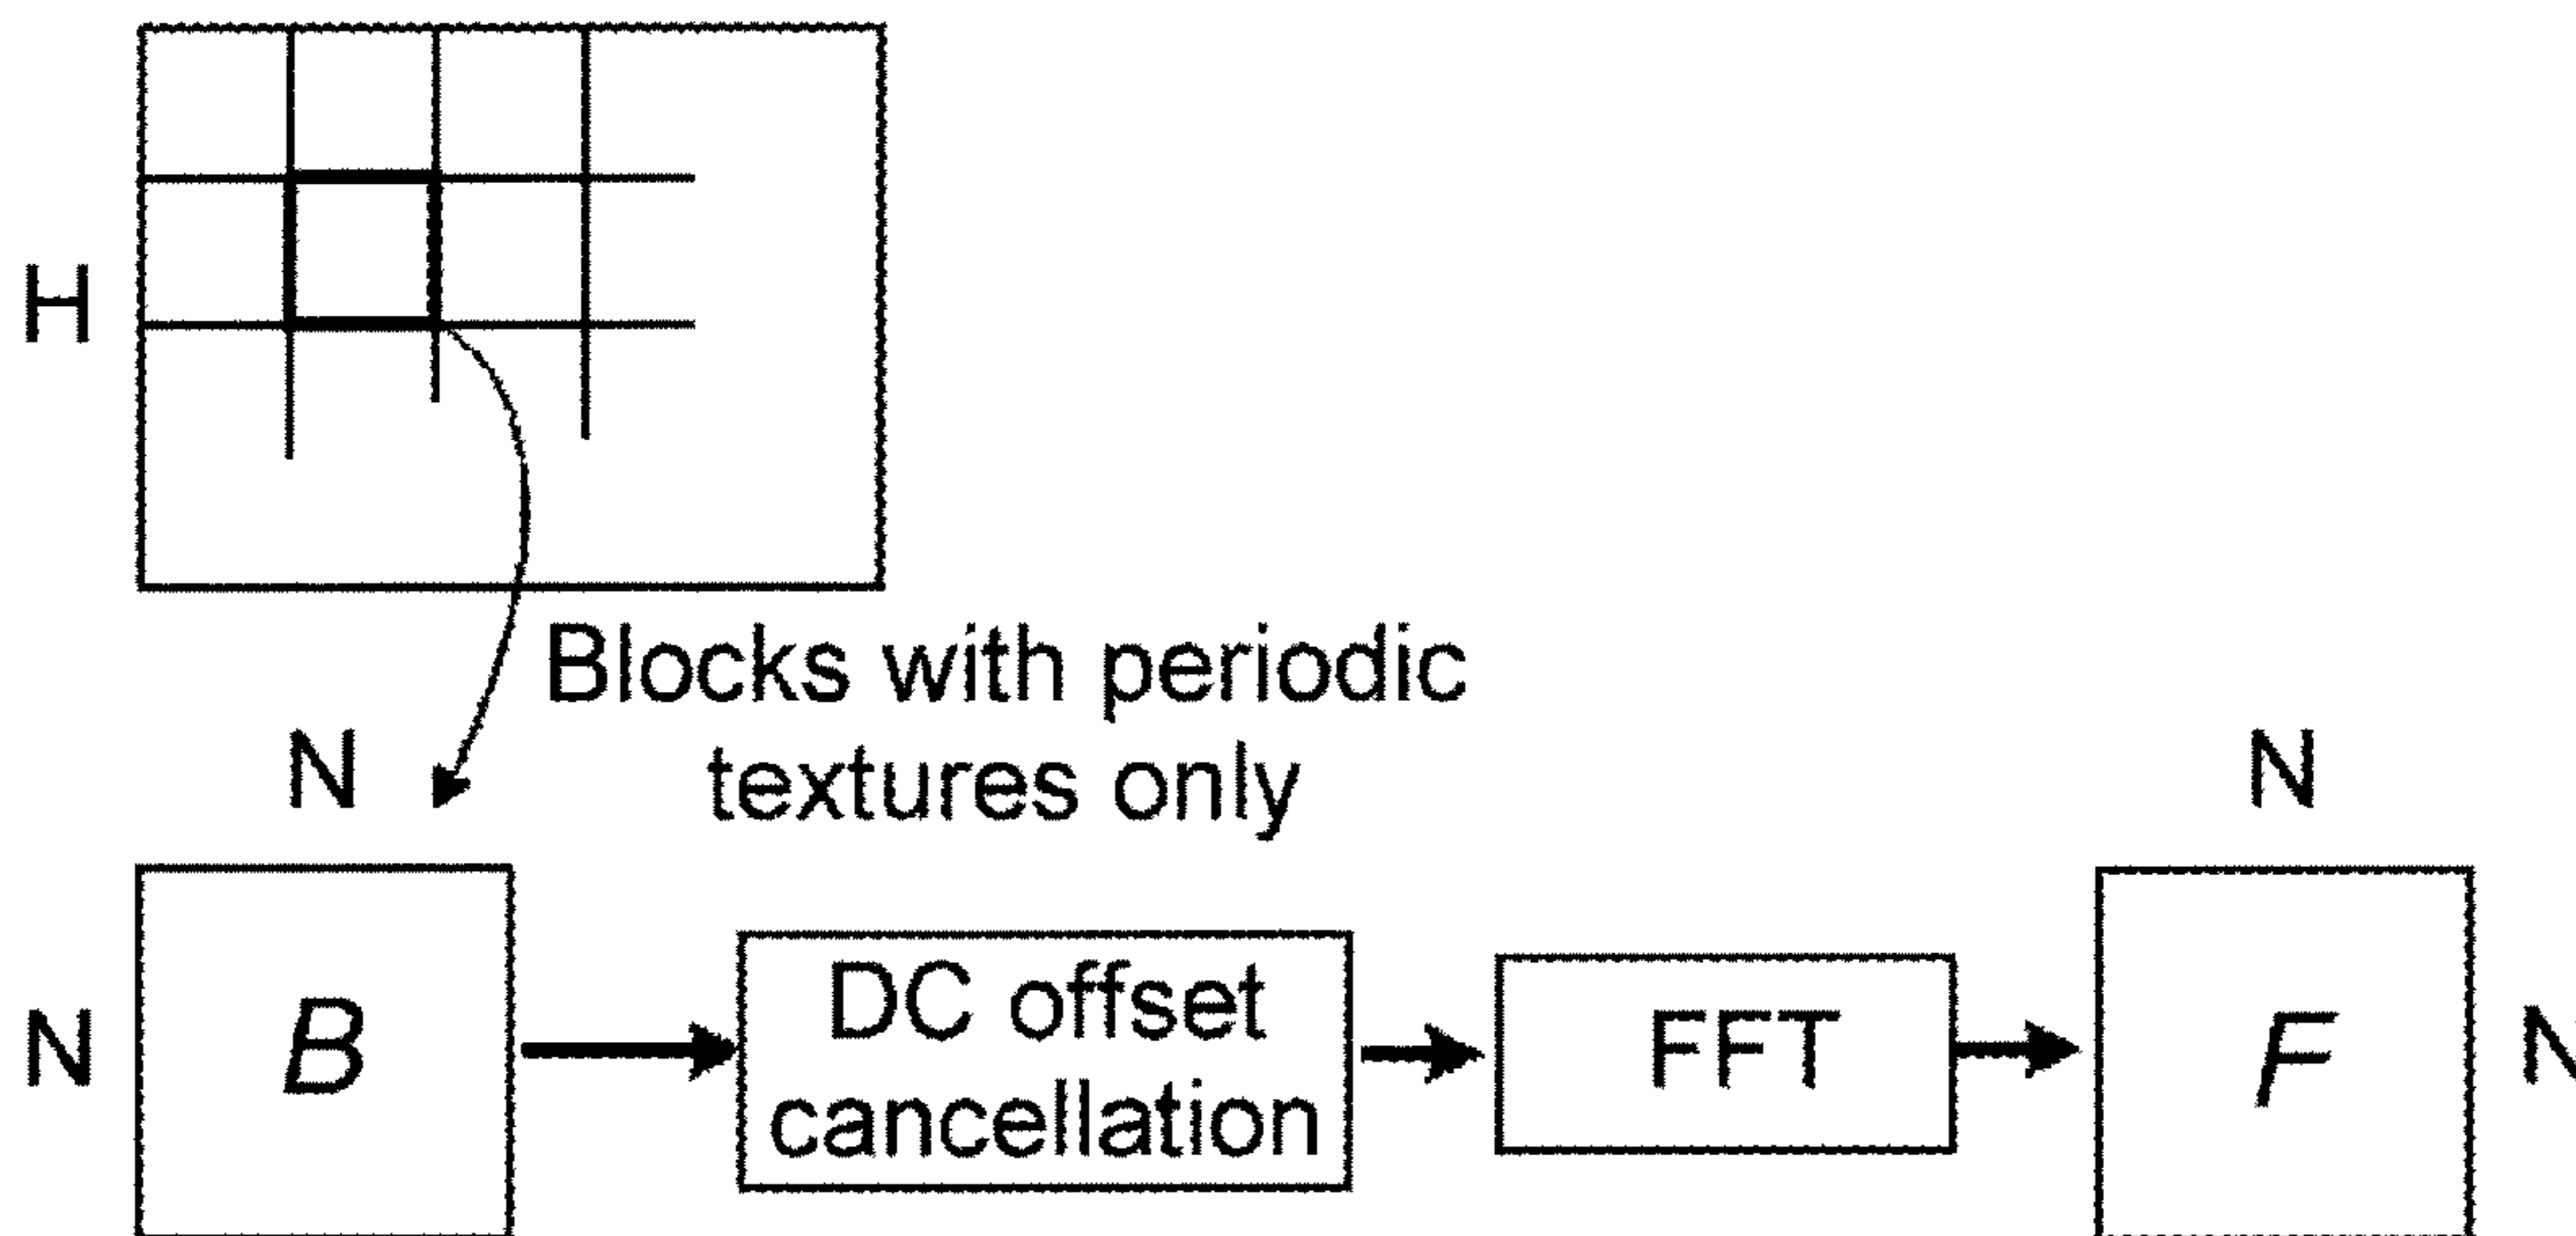 H
Blocks with periodic
textures only
N
N
N
B
DC offset
cancellation
FFT
F
N